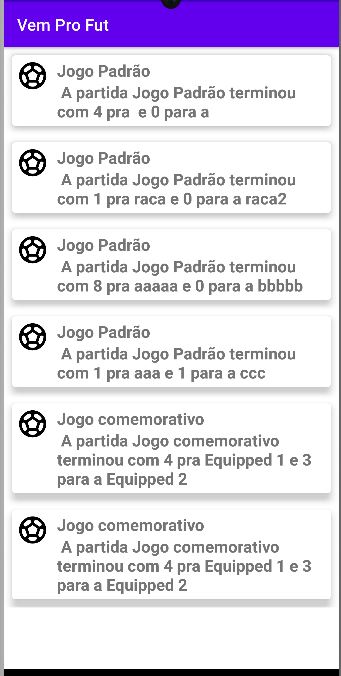 Vem Pro Fut
Jogo Padrão
A partida Jogo Padrão terminou
com 4 pra  e 0 para a
Jogo Padrão
A partida Jogo Padrão terminou
com 1 pra raca e 0 para a raca2
Jogo Padrão
A partida Jogo Padrão terminou
com 8 pra aaaaa e 0 para a bbbbb
Jogo Padrão
A partida Jogo Padrão terminou
com 1 pra aaa e 1 para a ccc
Jogo comemorativo
A partida Jogo comemorativo
terminou com 4 pra Equipped 1 e 3
para a Equipped 2
Jogo comemorativo
A partida Jogo comemorativo
terminou com 4 pra Equipped 1 e 3
para a Equipped 2